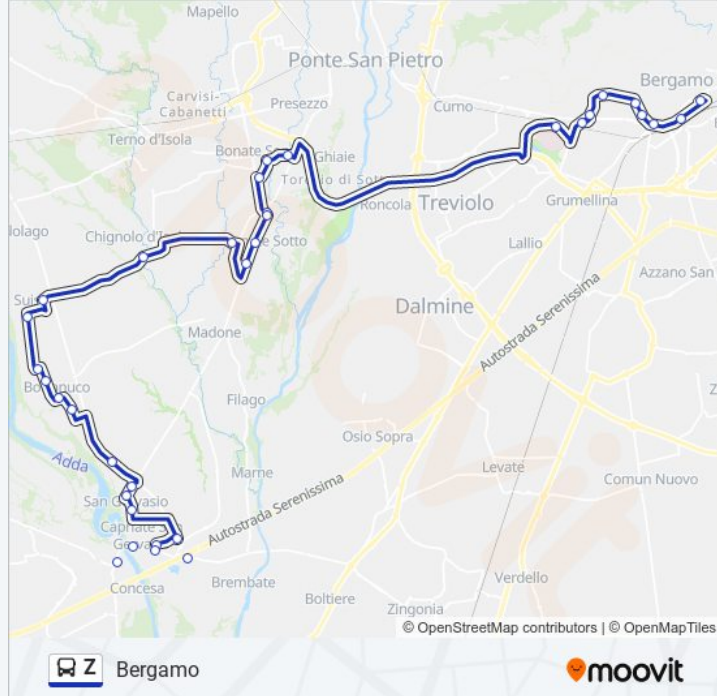 Mapello
Ponte San Pietro
Bergamo
Carvisi-
Cabanetti
Presezzo
Curno
Terno d'Isola
Bonate S
Ghiaie
Roncola
Treviolo
Grumellina
Chignolo d'I
e Sotto
Lallio
Azzano San
Suis
Dalmine
Autostrada Serenissima
Madone
Filago
Osio Sopra
Adda
Marne
Levate
Comun Nuovo
San Gervasio
Autostrada Serenissima
Capriate S
Gervasio
Concesa
Brembate
Boltiere
Verdello
Zingonia
© OpenStreetMap contributors | © OpenMapTiles
Z Bergamo
moovit